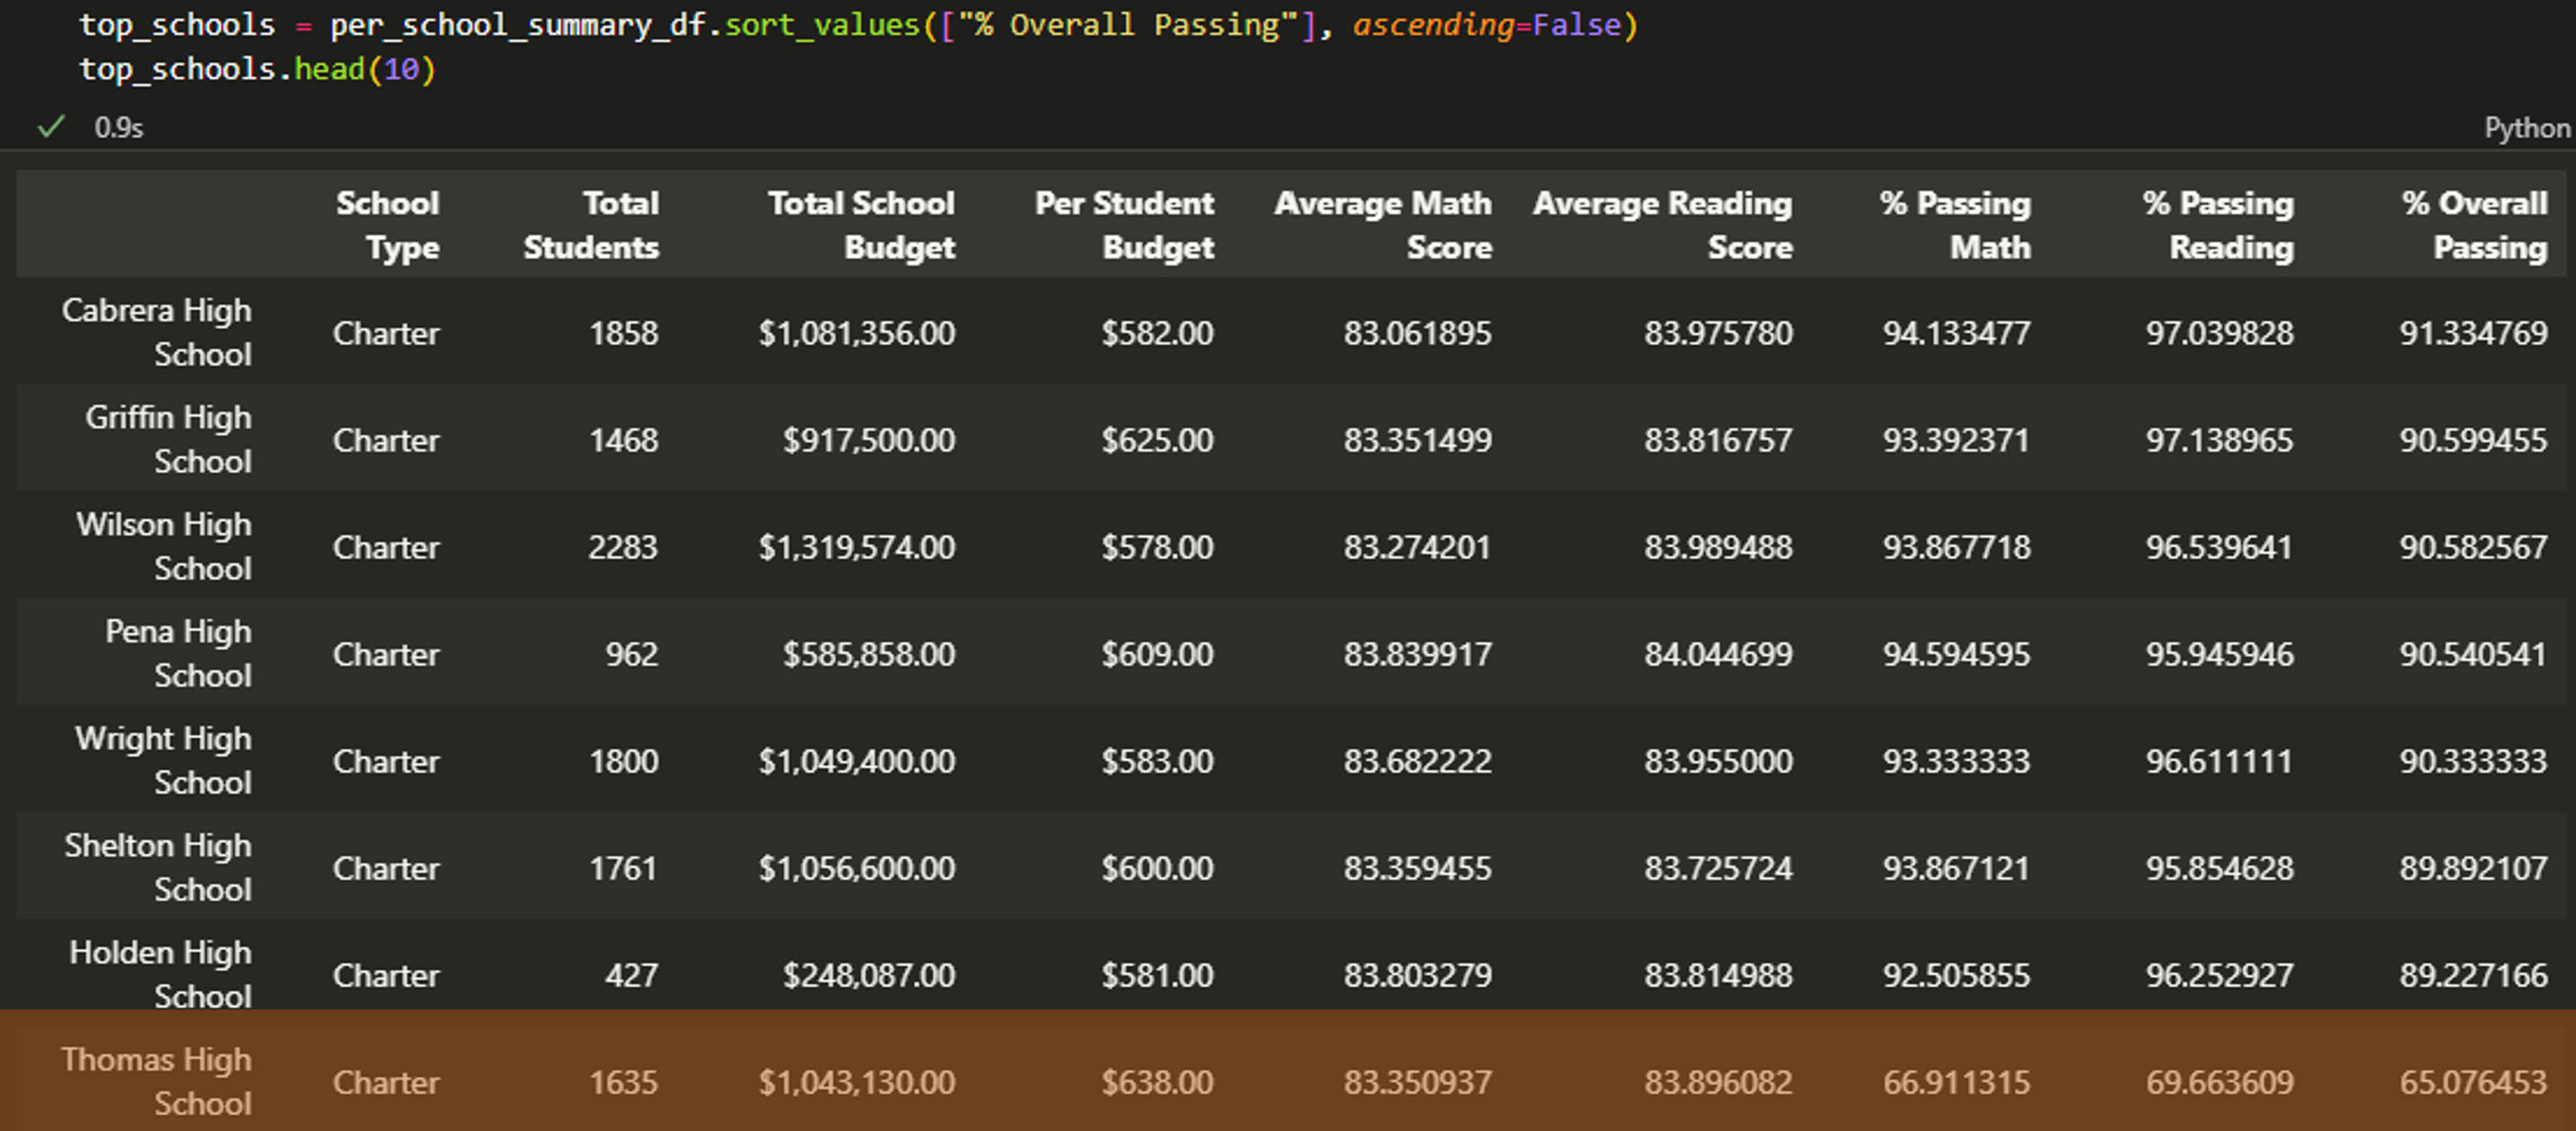 top_schools = per_school_summary_df.sort_values(["% Overall Passing"], ascending=False)
top_schools.head(10)
0.9s Python
School Total Total School Per Student Average Math Average Reading % Passing % Passing % Overall
Type Students Budget Budget Score Score Math Reading Passing
Cabrera High
School Charter 1858 $1,081,356.00 $582.00 83.061895 83.975780 94.133477 97.039828 91.334769
Griffin High
School Charter 1468 $917,500.00 $625.00 83.351499 83.816757 93.392371 97.138965 90.599455
Wilson High
School Charter 2283 $1,319,574.00 $578.00 83.274201 83.989488 93.867718 96.539641 90.582567
Pena High
School Charter 962 $585,858.00 $609.00 83.839917 84.044699 94.594595 95.945946 90.540541
Wright High
School Charter 1800 $1,049,400.00 $583.00 83.682222 83.955000 93.333333 96.611111 90.333333
Shelton High
School Charter 1761 $1,056,600.00 $600.00 83.359455 83.725724 93.867121 95.854628 89.892107
Holden High
School Charter 427 $248,087.00 $581.00 83.803279 83.814988 92.505855 96.252927 89.227166
Thomas High
School Charter 1635 $1,043,130.00 $638.00 83.350937 83.896082 66.911315 69.663609 65.076453